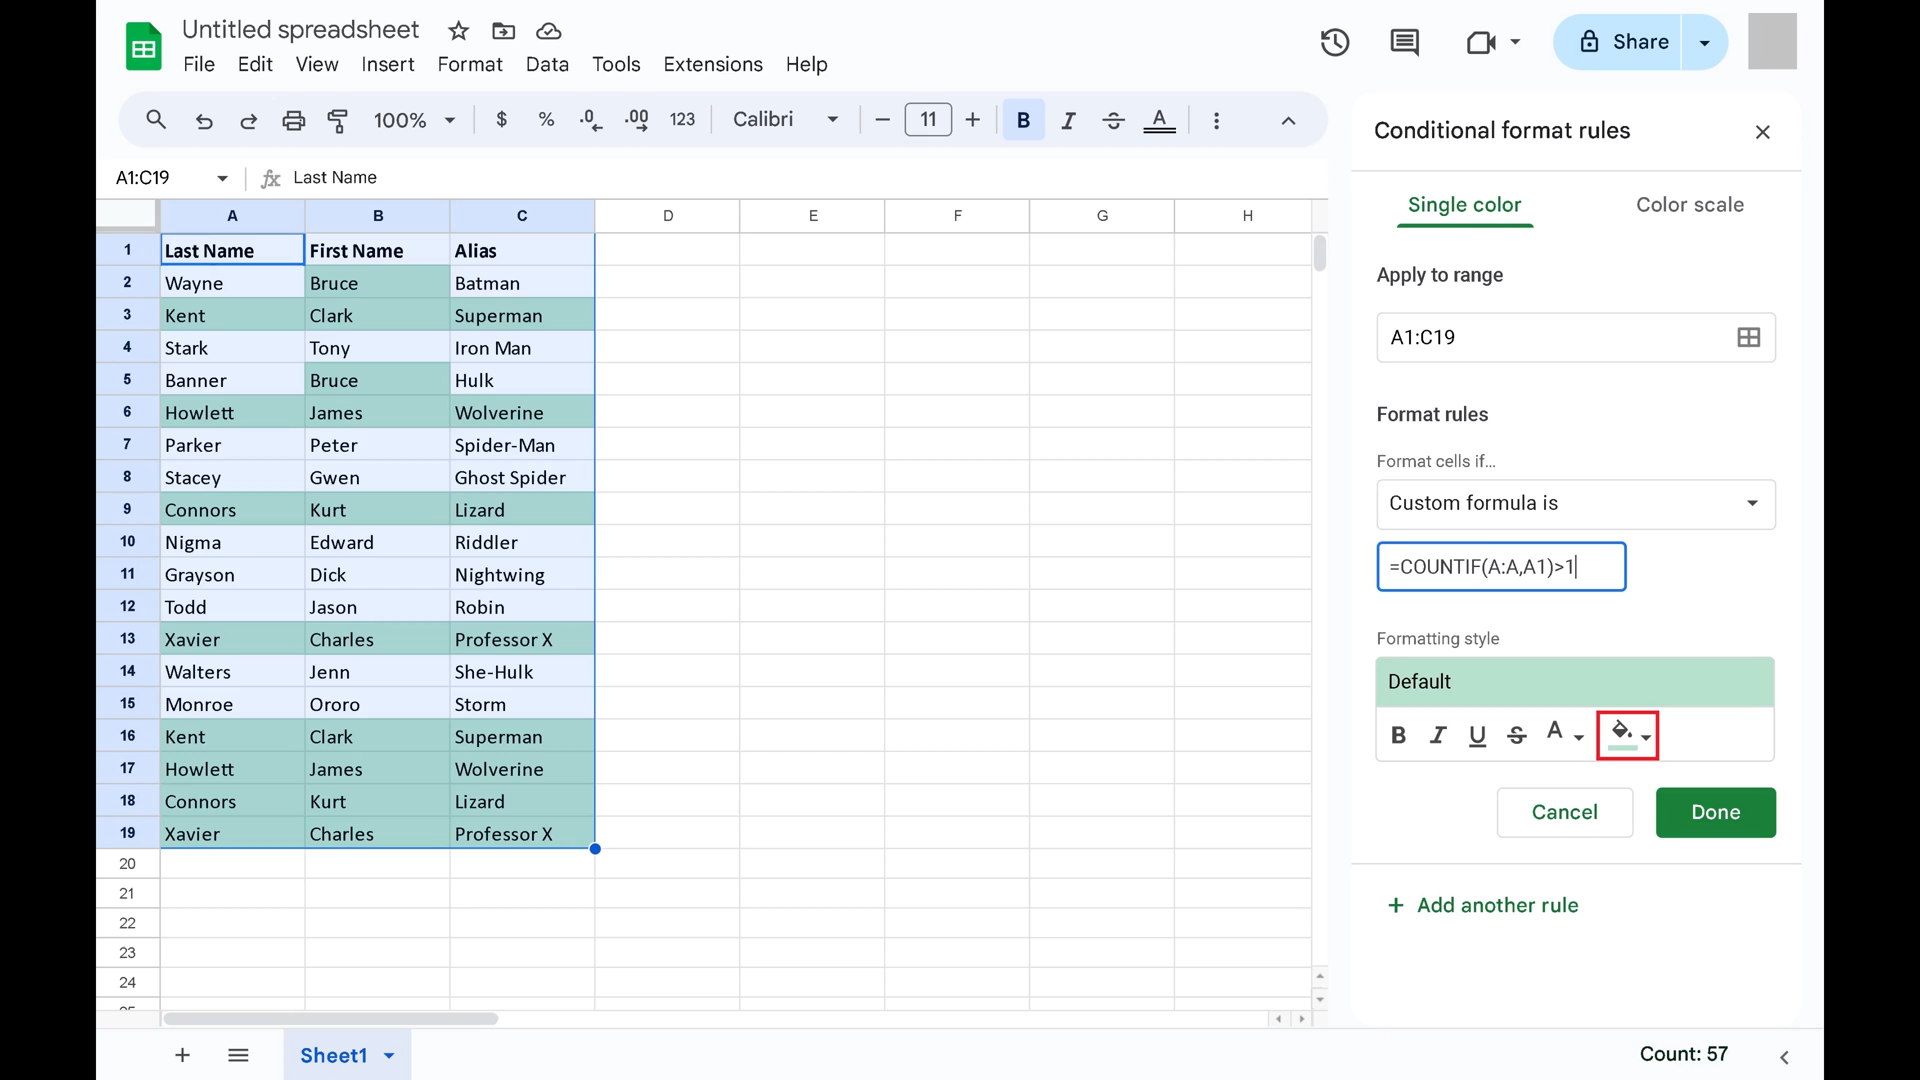 Untitled spreadsheet
File Edit View Insert Format Data Tools Extensions Help
Share
100% $ % .0 .00 123 Calibri 11 B I S A
A1:C19 fx Last Name
A B C D E F G H
1 Last Name First Name Alias
2 Wayne Bruce Batman
3 Kent Clark Superman
4 Stark Tony Iron Man
5 Banner Bruce Hulk
6 Howlett James Wolverine
7 Parker Peter Spider-Man
8 Stacey Gwen Ghost Spider
9 Connors Kurt Lizard
10 Nigma Edward Riddler
11 Grayson Dick Nightwing
12 Todd Jason Robin
13 Xavier Charles Professor X
14 Walters Jenn She-Hulk
15 Monroe Ororo Storm
16 Kent Clark Superman
17 Howlett James Wolverine
18 Connors Kurt Lizard
19 Xavier Charles Professor X
20
21
22
23
24
Sheet1
Count: 57
Conditional format rules
Single color Color scale
Apply to range
A1:C19
Format rules
Format cells if…
Custom formula is
=COUNTIF(A:A,A1)>1
Formatting style
Default
B I U S A
Cancel Done
+ Add another rule